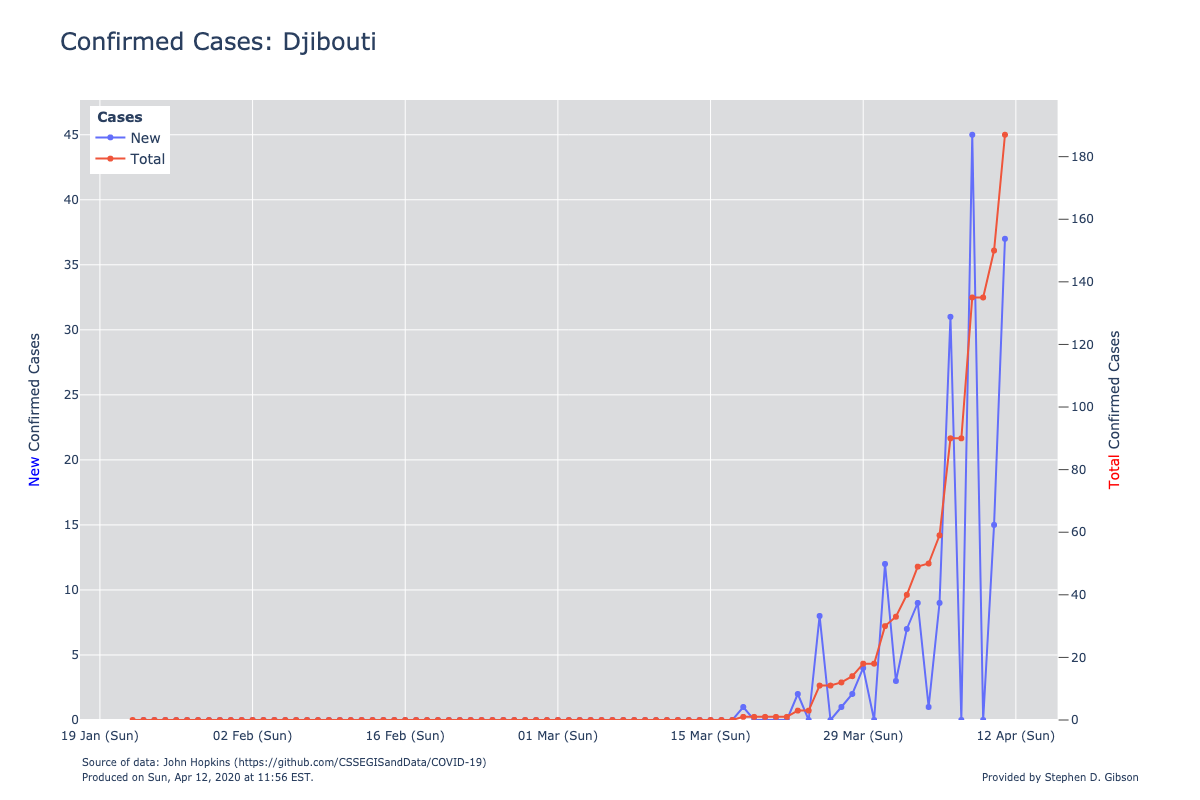 Confirmed Cases: Djibouti
Cases
New
Total
45
40
35
30
25
20
15
10
5
0
180
160
140
120
100
80
60
40
20
0
New Confirmed Cases
Total Confirmed Cases
19 Jan (Sun)
02 Feb (Sun)
16 Feb (Sun)
01 Mar (Sun)
15 Mar (Sun)
29 Mar (Sun)
12 Apr (Sun)
Source of data: John Hopkins (https://github.com/CSSEGISandData/COVID-19)
Produced on Sun, Apr 12, 2020 at 11:56 EST.
Provided by Stephen D. Gibson